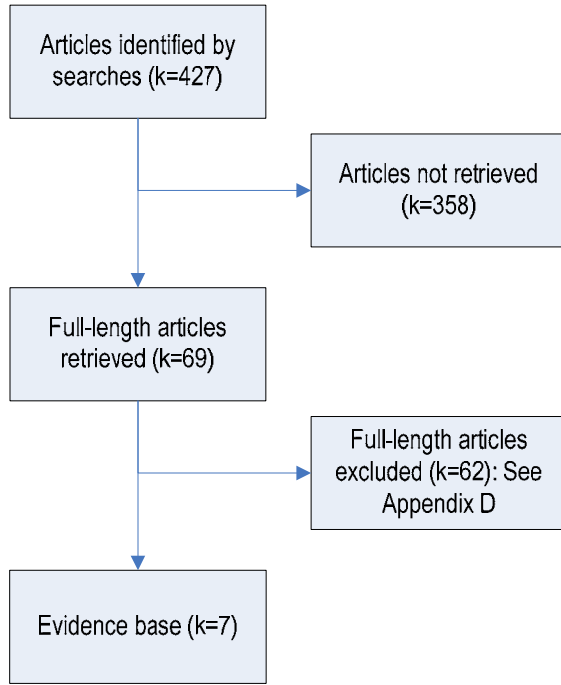 Articles identified by
searches (k=427)
Articles not retrieved
(k=358)
Full-length articles
retrieved (k=69)
Full-length articles
excluded (k=62): See
Appendix D
Evidence base (k=7)